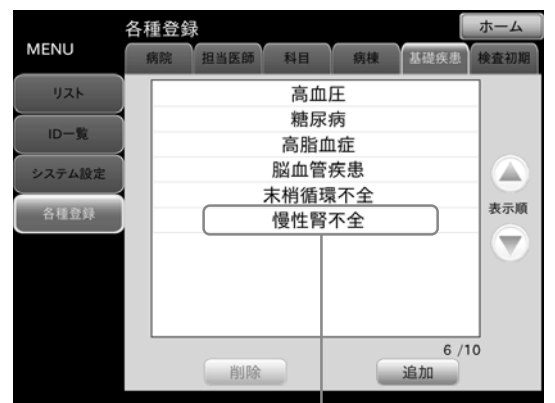 各種登録
ホーム
MENU
病院
担当医師
科目
病棟
基礎疾患
検査初期
リスト
ID一覧
システム設定
各種登録
高血圧
糖尿病
高脂血症
脳血管疾患
末梢循環不全
慢性腎不全
表示順
6 /10
削除
追加